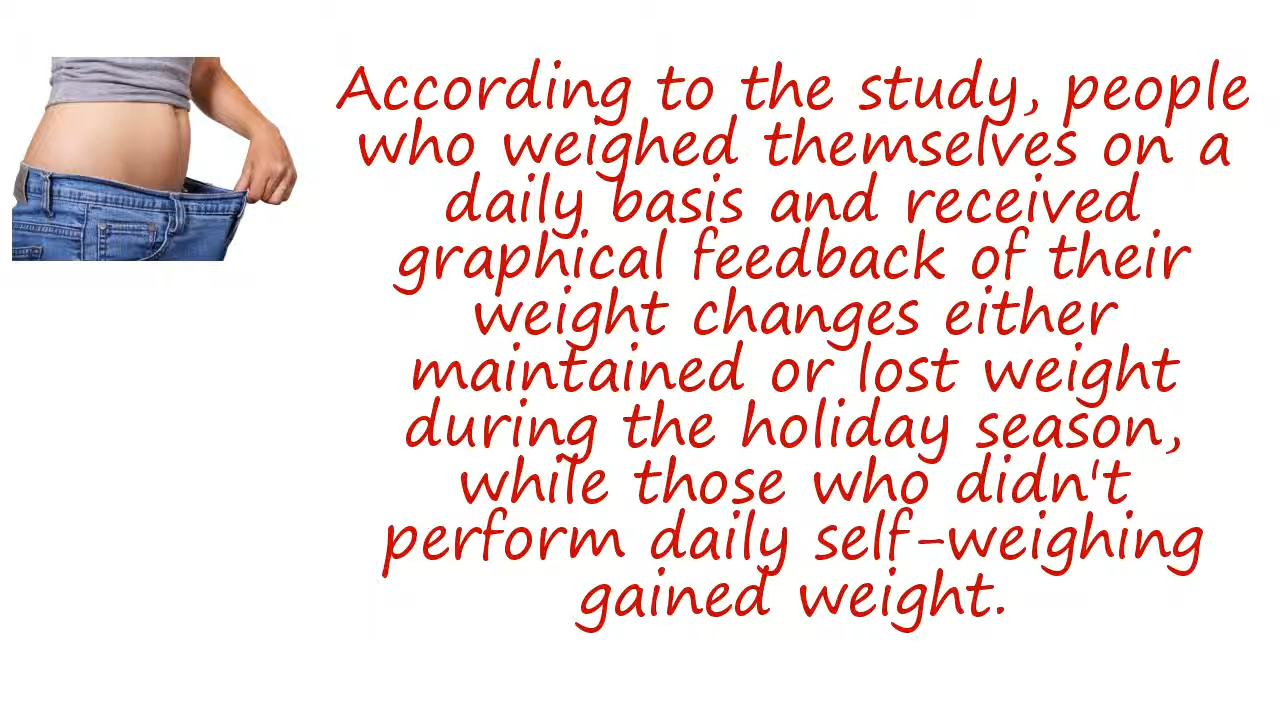 According to the study, people
who weighed themselves on a
daily basis and received
graphical feedback of their
weight changes either
maintained or lost weight
during the holiday season,
while those who didn't
perform daily self-weighing
gained weight.